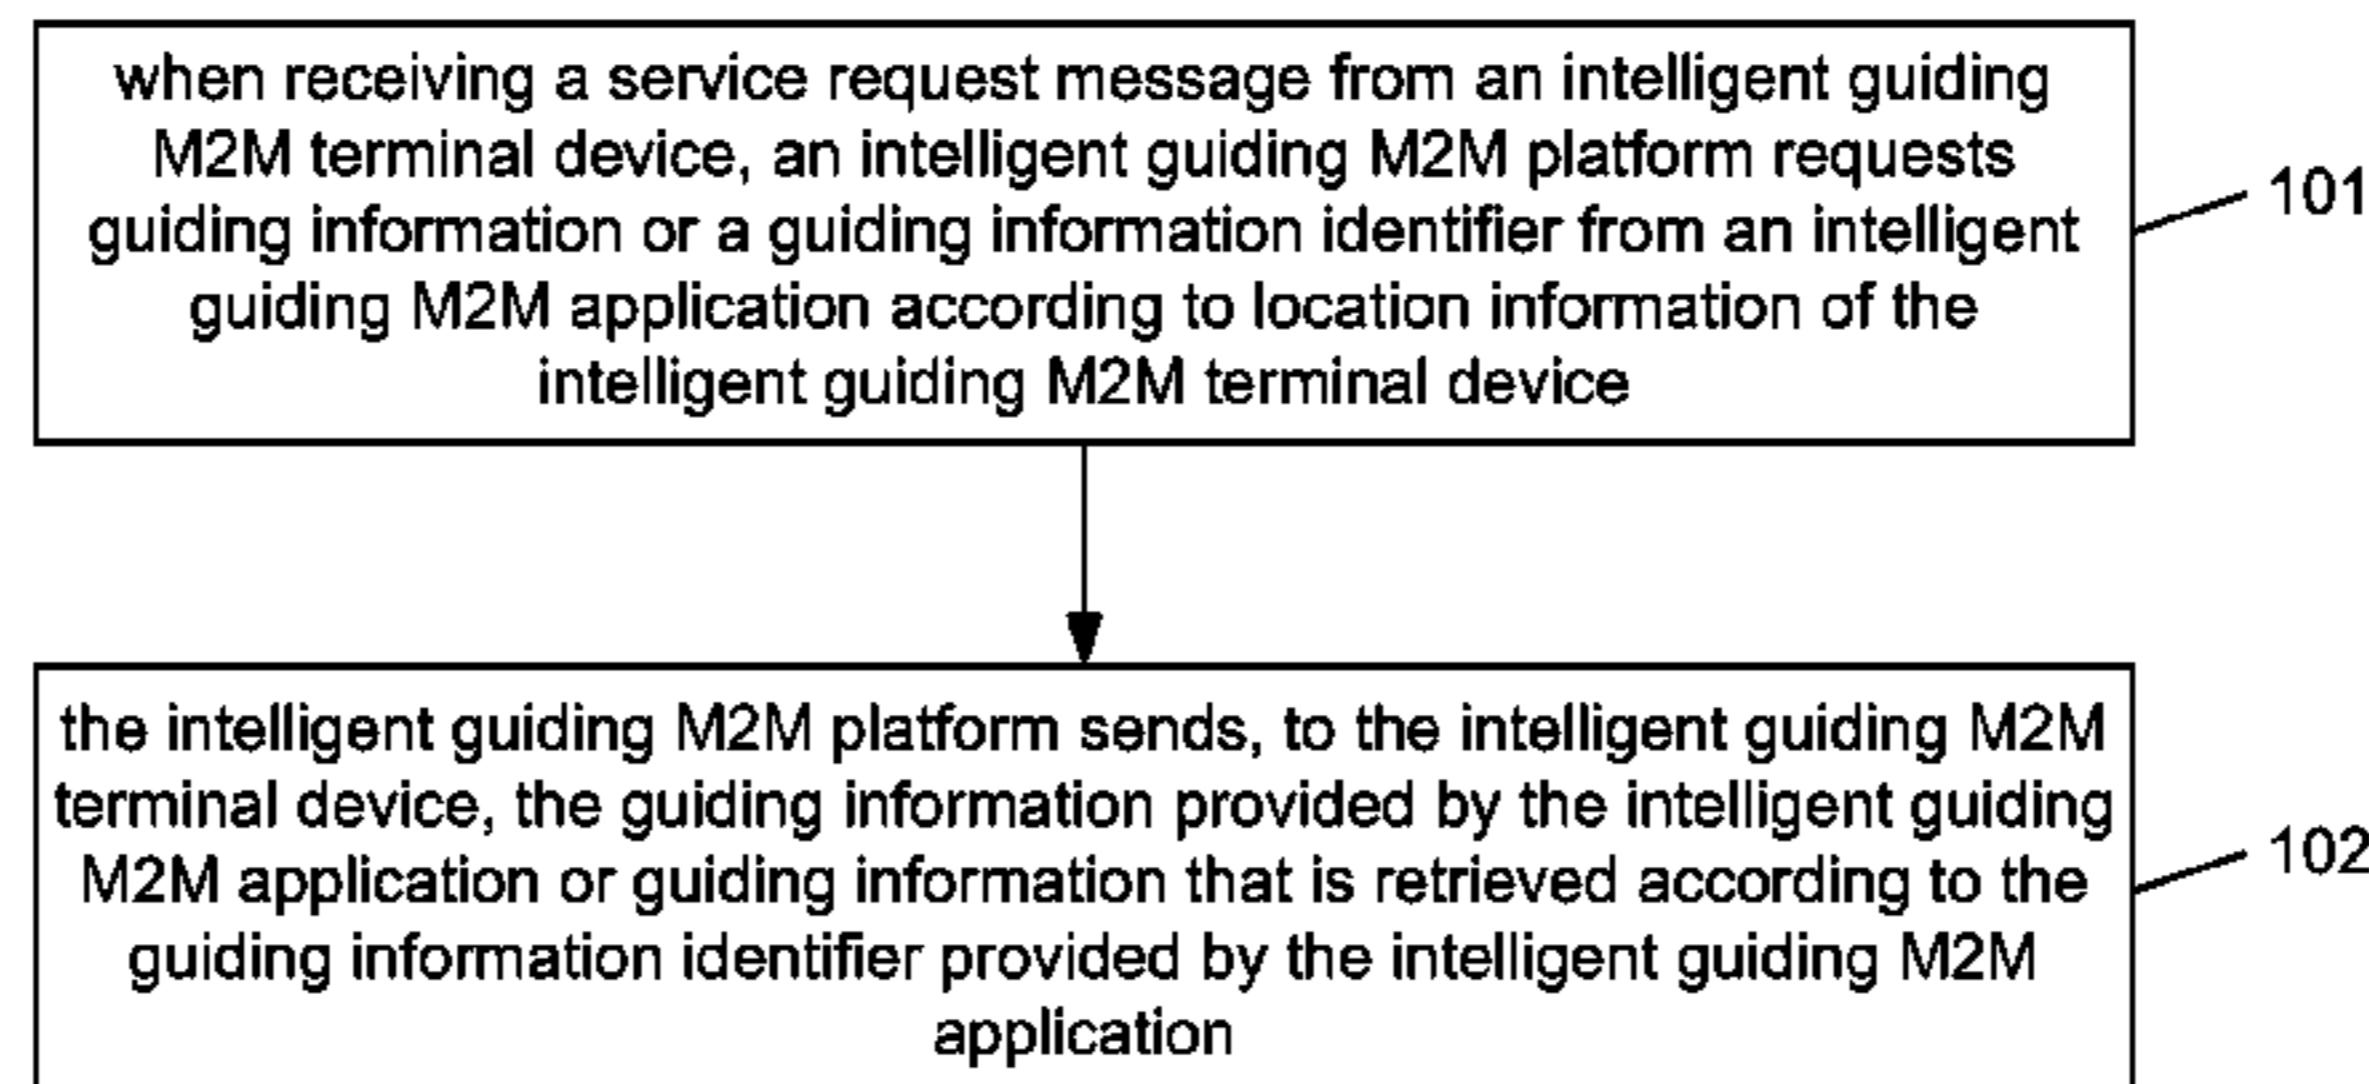 when receiving a service request message from an intelligent guiding
M2M terminal device, an intelligent guiding M2M platform requests
guiding information or a guiding information identifier from an intelligent
guiding M2M application according to location information of the
intelligent guiding M2M terminal device
101
the intelligent guiding M2M platform sends, to the intelligent guiding M2M
terminal device, the guiding information provided by the intelligent guiding
M2M application or guiding information that is retrieved according to the
guiding information identifier provided by the intelligent guiding M2M
application
102